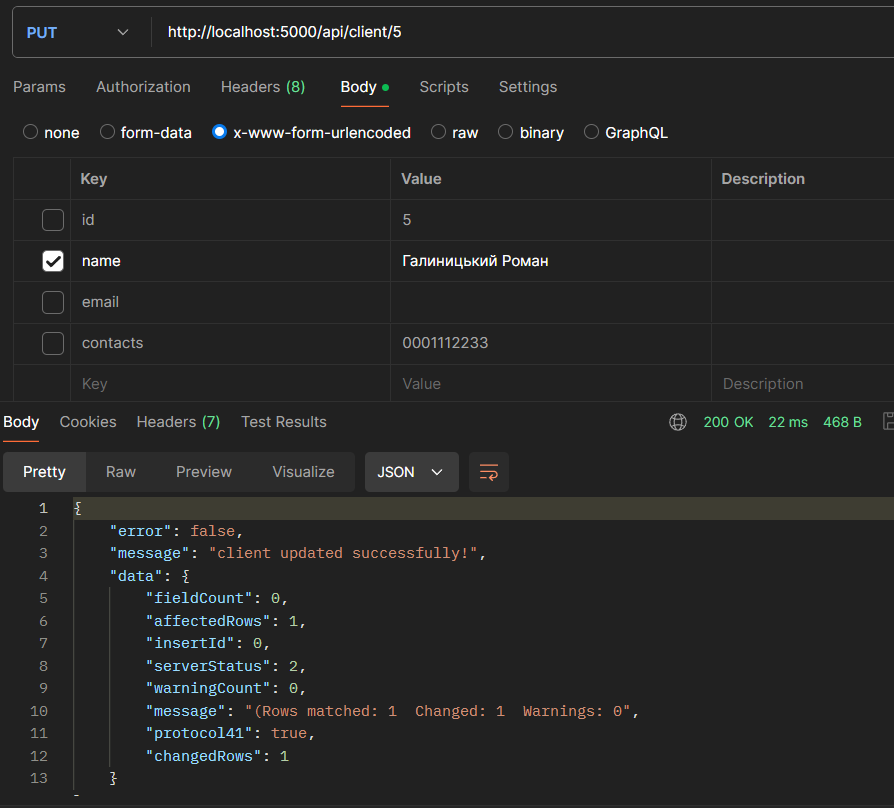 PUT http://localhost:5000/api/client/5
Params Authorization Headers (8) Body Scripts Settings
none form-data x-www-form-urlencoded raw binary GraphQL
Key Value Description
id 5
name Галиницький Роман
email
contacts 0001112233
Key Value Description
Body Cookies Headers (7) Test Results 200 OK 22 ms 468 B
Pretty Raw Preview Visualize JSON
1 {
2 "error": false,
3 "message": "client updated successfully!",
4 "data": {
5 "fieldCount": 0,
6 "affectedRows": 1,
7 "insertId": 0,
8 "serverStatus": 2,
9 "warningCount": 0,
10 "message": "(Rows matched: 1  Changed: 1  Warnings: 0",
11 "protocol41": true,
12 "changedRows": 1
13 }